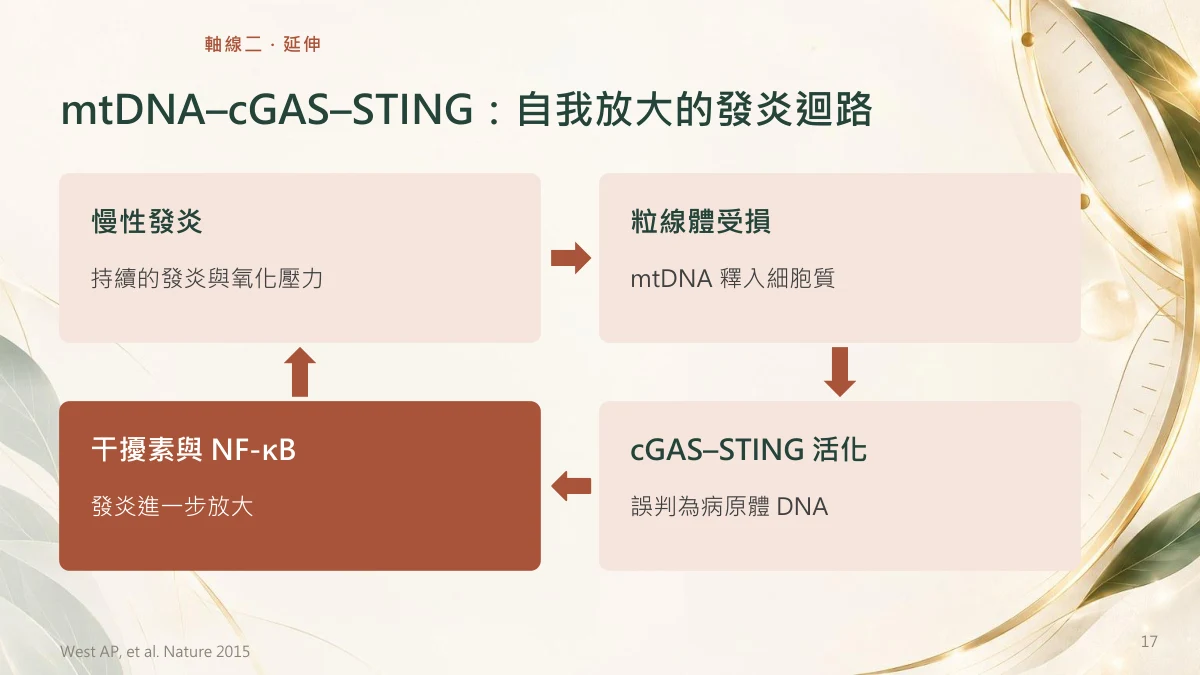 軸線二·延伸
mtDNA–cGAS–STING：自我放大的發炎迴路
慢性發炎
持續的發炎與氧化壓力
粒線體受損
mtDNA 釋入細胞質
干擾素與 NF-κB
發炎進一步放大
cGAS–STING 活化
誤判為病原體 DNA
West AP, et al. Nature 2015
17